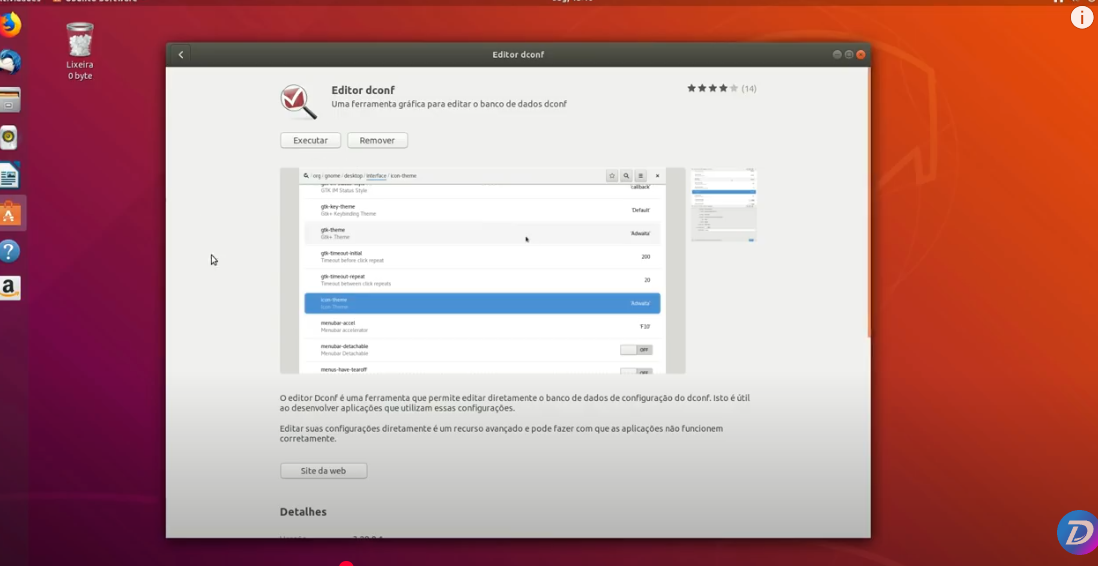 Ubuntu Software
Lixeira
0 byte
Editor dconf
Editor dconf
Uma ferramenta gráfica para editar o banco de dados dconf
(14)
Executar
Remover
org / gnome / desktop / interface / icon-theme
GTK IM Status Style
'callback'
gtk-key-theme
Gtk+ Keybinding Theme
'Default'
gtk-theme
Gtk+ Theme
'Adwaita'
gtk-timeout-initial
Timeout before click repeat
200
gtk-timeout-repeat
Timeout between click repeats
20
icon-theme
Icon Theme
'Adwaita'
menubar-accel
Menubar accelerator
'F10'
menubar-detachable
Menubar Detachable
OFF
menus-have-tearoff
OFF
O editor Dconf é uma ferramenta que permite editar diretamente o banco de dados de configuração do dconf. Isto é útil
ao desenvolver aplicações que utilizam essas configurações.
Editar suas configurações diretamente é um recurso avançado e pode fazer com que as aplicações não funcionem
corretamente.
Site da web
Detalhes